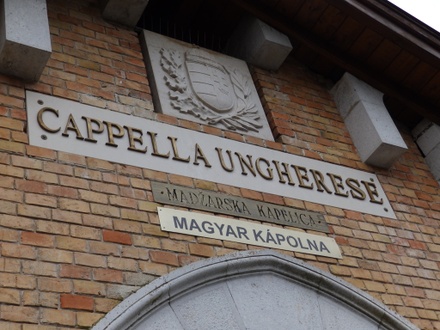 CAPPELLA UNGHERESE
MADŽARSKA KAPELICA
MAGYAR KÁPOLNA